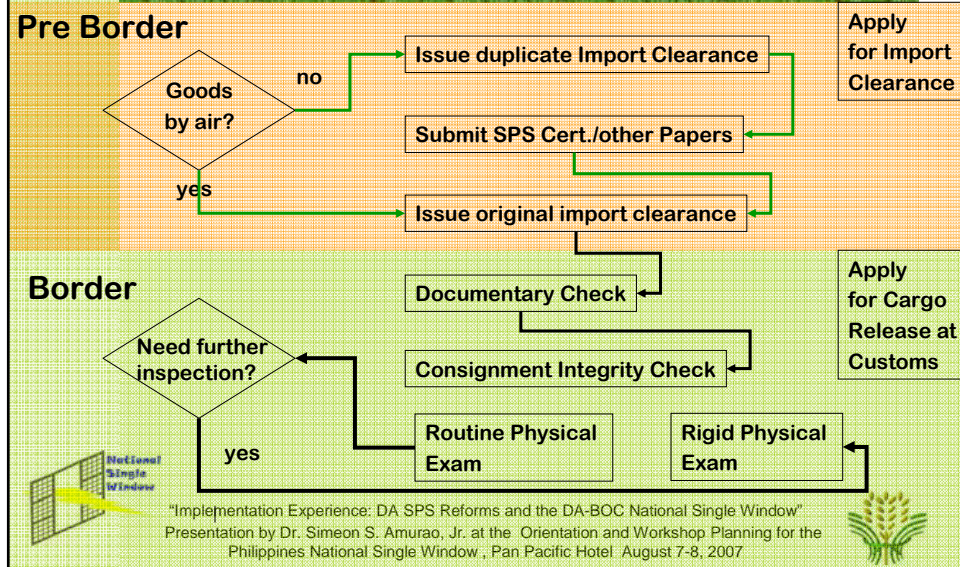 Pre Border
Apply
for Import
Clearance
Goods
by air?
no
yes
Issue duplicate Import Clearance
Submit SPS Cert./other Papers
Issue original import clearance
Border
Apply
for Cargo
Release at
Customs
Documentary Check
Consignment Integrity Check
Need further
inspection?
yes
Routine Physical
Exam
Rigid Physical
Exam
National
Single
Window
“Implementation Experience: DA SPS Reforms and the DA-BOC National Single Window”
Presentation by Dr. Simeon S. Amurao, Jr. at the Orientation and Workshop Planning for the
Philippines National Single Window , Pan Pacific Hotel August 7-8, 2007